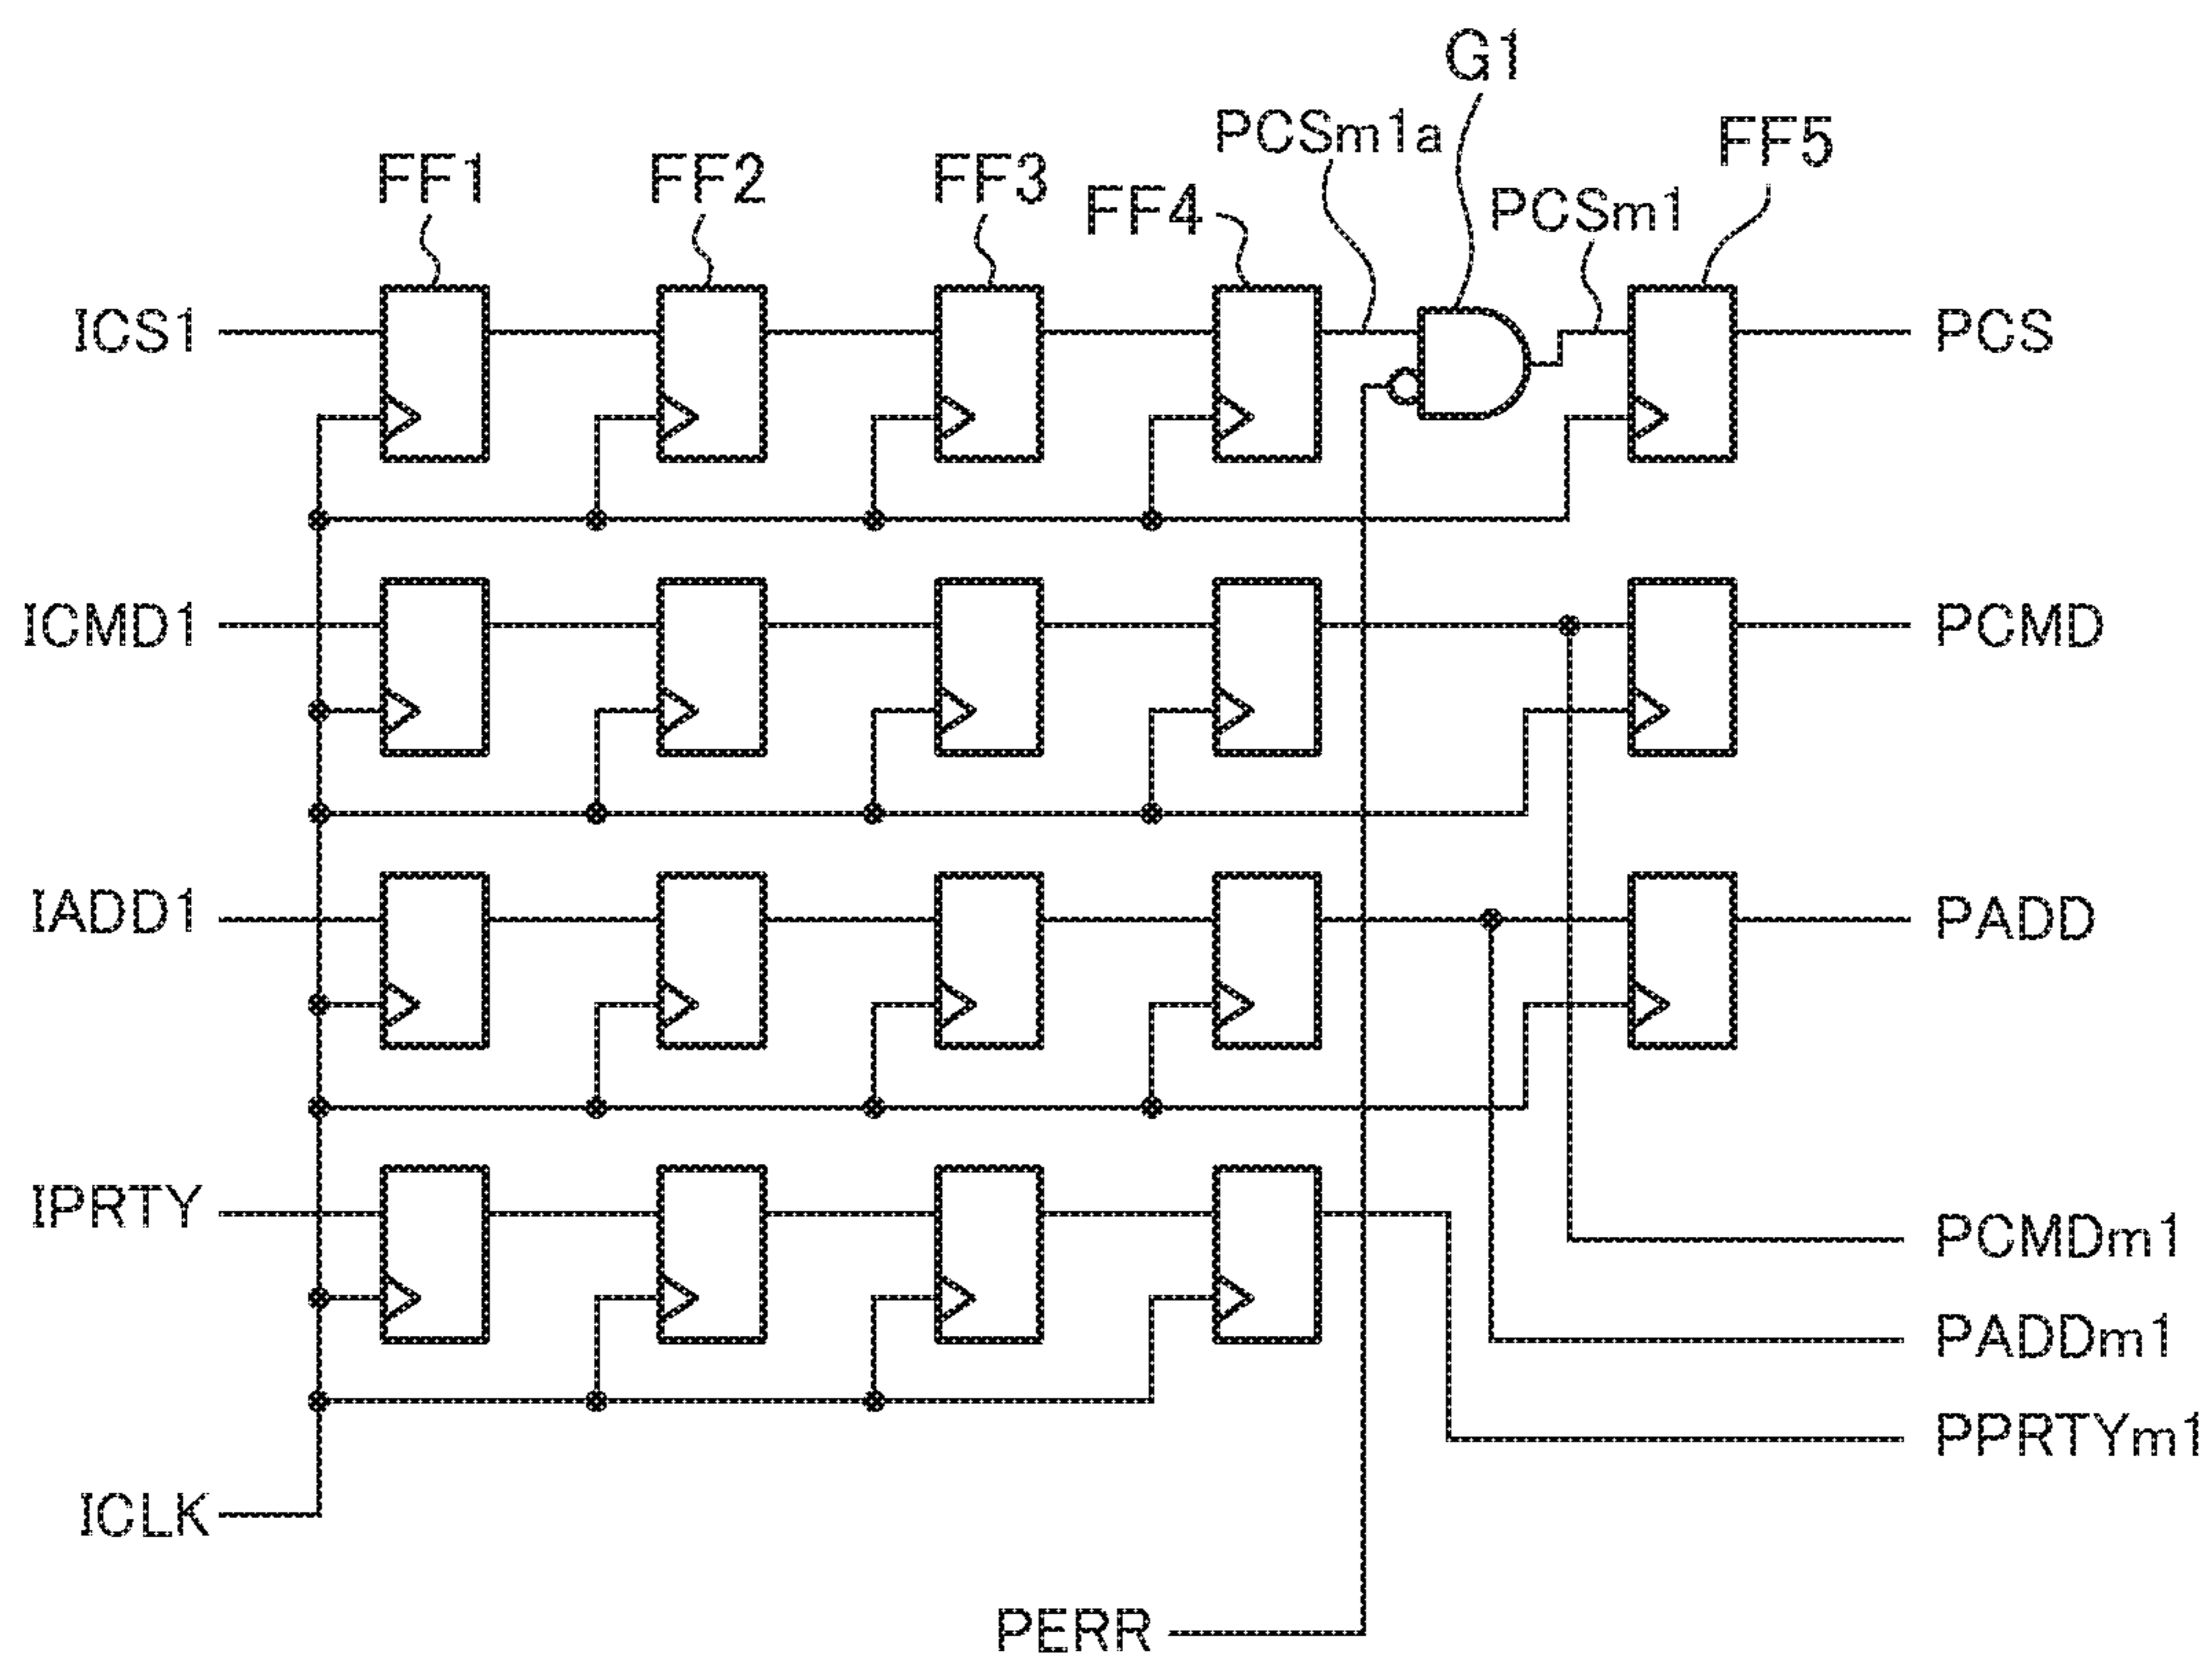 G1
PCSm1a
FF5
FF1
FF2
FF3
FF4
PCSm1
ICS1
PCS
ICMD1
PCMD
IADD1
PADD
IPRTY
PCMDm1
PADDm1
PPRTYm1
ICLK
PERR